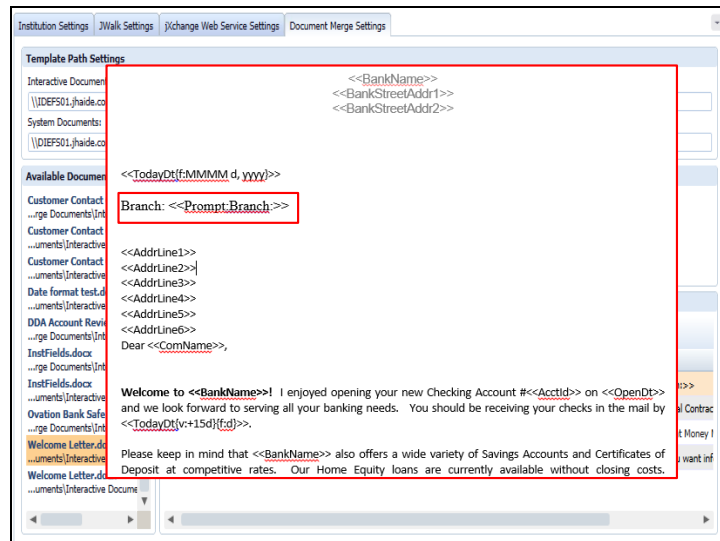 Institution Settings JWalk Settings jXchange Web Service Settings Document Merge Settings
Template Path Settings
Interactive Documen
\\IDEFS01.jhaide.co
System Documents:
\\DIEFS01.jhaide.co
Available Documen
Customer Contact
...rge Documents\Int
Customer Contact
...uments\Interactive
Customer Contact
...uments\Interactive
Date format test.d
...uments\Interactive
DDA Account Revie
...rge Documents\Int
InstFields.docx
...rge Documents\Int
InstFields.docx
...uments\Interactive
Ovation Bank Safe
...rge Documents\Int
Welcome Letter.do
...uments\Interactive
Welcome Letter.do
...uments\Interactive Docume
<<BankName>>
<<BankStreetAddr1>>
<<BankStreetAddr2>>
<<TodayDt{f:MMMM d, yyyy}>>
Branch: <<Prompt:Branch:>>
<<AddrLine1>>
<<AddrLine2>>
<<AddrLine3>>
<<AddrLine4>>
<<AddrLine5>>
<<AddrLine6>>
Dear <<ComName>>,
Welcome to <<BankName>>! I enjoyed opening your new Checking Account #<<AcctId>> on <<OpenDt>>
and we look forward to serving all your banking needs. You should be receiving your checks in the mail by
<<TodayDt{v:+15d}{f:d}>>.
Please keep in mind that <<BankName>> also offers a wide variety of Savings Accounts and Certificates of
Deposit at competitive rates. Our Home Equity loans are currently available without closing costs.
:>>
al Contrac
t Money I
u want inf